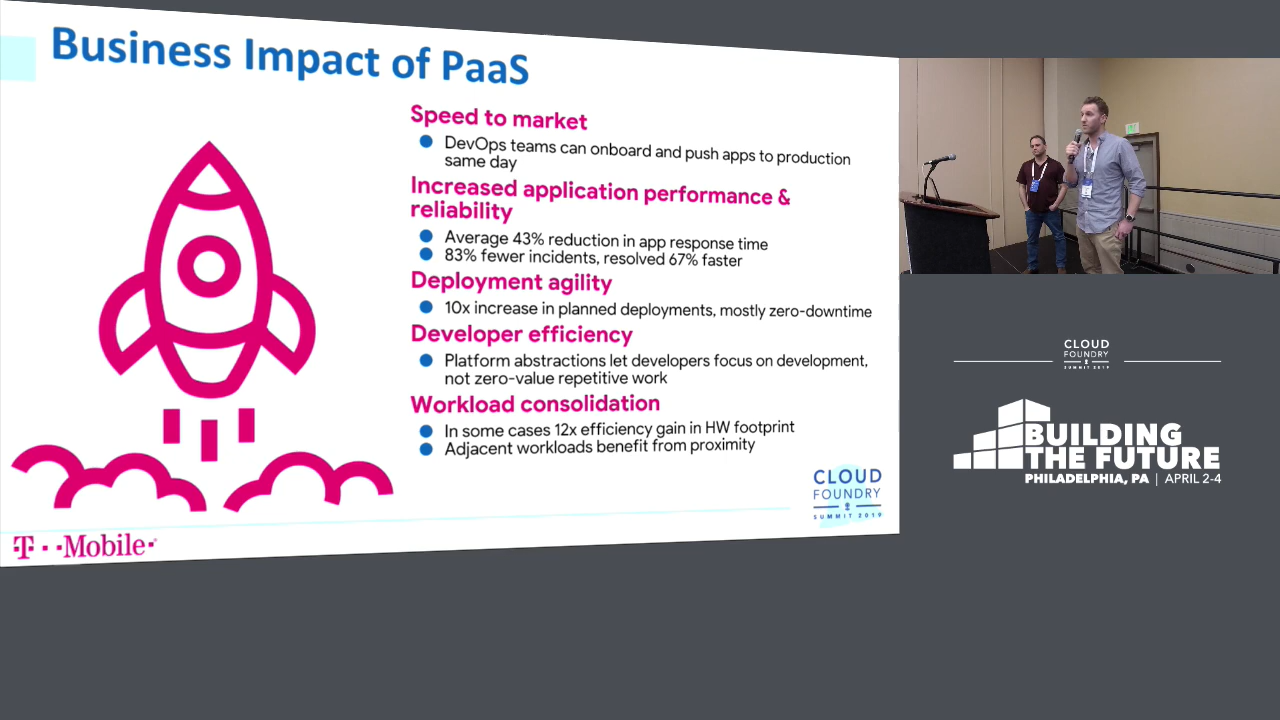 Business Impact of PaaS
Speed to market
DevOps teams can onboard and push apps to production
same day
Increased application performance &
reliability
Average 43% reduction in app response time
83% fewer incidents, resolved 67% faster
Deployment agility
10x increase in planned deployments, mostly zero-downtime
Developer efficiency
Platform abstractions let developers focus on development,
not zero-value repetitive work
Workload consolidation
In some cases 12x efficiency gain in HW footprint
Adjacent workloads benefit from proximity
CLOUD
FOUNDRY
SUMMIT 2019
T··Mobile·
CLOUD
FOUNDRY
SUMMIT 2019
BUILDING
THE FUTURE
PHILADELPHIA, PA | APRIL 2-4